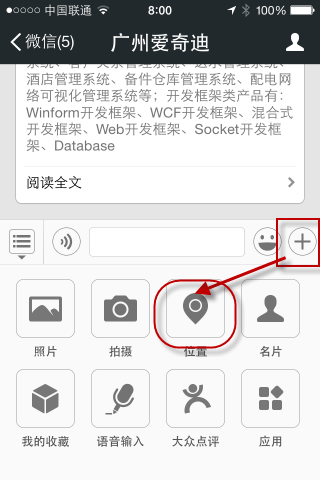 中国联通 8:00 100%
微信(5) 广州爱奇迪
酒店管理系统、备件仓库管理系统、配电网
络可视化管理系统等；开发框架类产品有：
Winform开发框架、WCF开发框架、混合式
开发框架、Web开发框架、Socket开发框
架、Database
阅读全文
照片 拍摄 位置 名片
我的收藏 语音输入 大众点评 应用